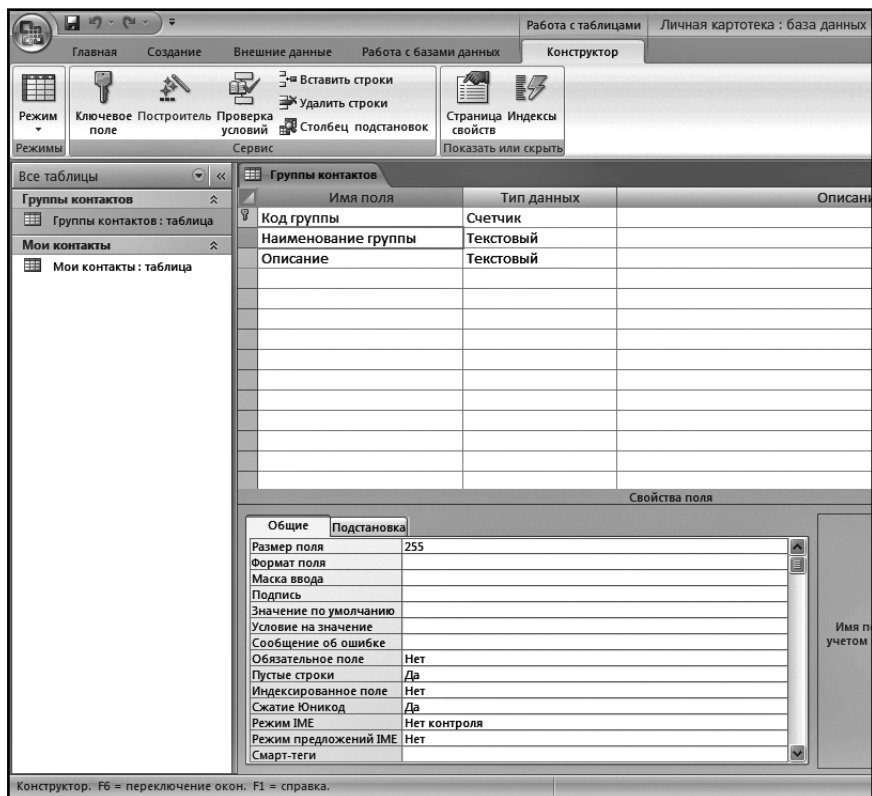 Работа с таблицами Личная картотека : база данных
Главная Создание Внешние данные Работа с базами данных Конструктор
Режим
Ключевое поле
Построитель
Проверка условий
Вставить строки
Удалить строки
Столбец подстановок
Страница свойств
Индексы
Режимы Сервис Показать или скрыть
Все таблицы
Группы контактов
Группы контактов : таблица
Мои контакты
Мои контакты : таблица
Группы контактов
Имя поля Тип данных Описани
Код группы Счетчик
Наименование группы Текстовый
Описание Текстовый
Свойства поля
Общие Подстановка
Размер поля 255
Формат поля
Маска ввода
Подпись
Значение по умолчанию
Условие на значение
Сообщение об ошибке
Обязательное поле Нет
Пустые строки Да
Индексированное поле Нет
Сжатие Юникод Да
Режим IME Нет контроля
Режим предложений IME Нет
Смарт-теги
Имя п
учетом
Конструктор. F6 = переключение окон. F1 = справка.